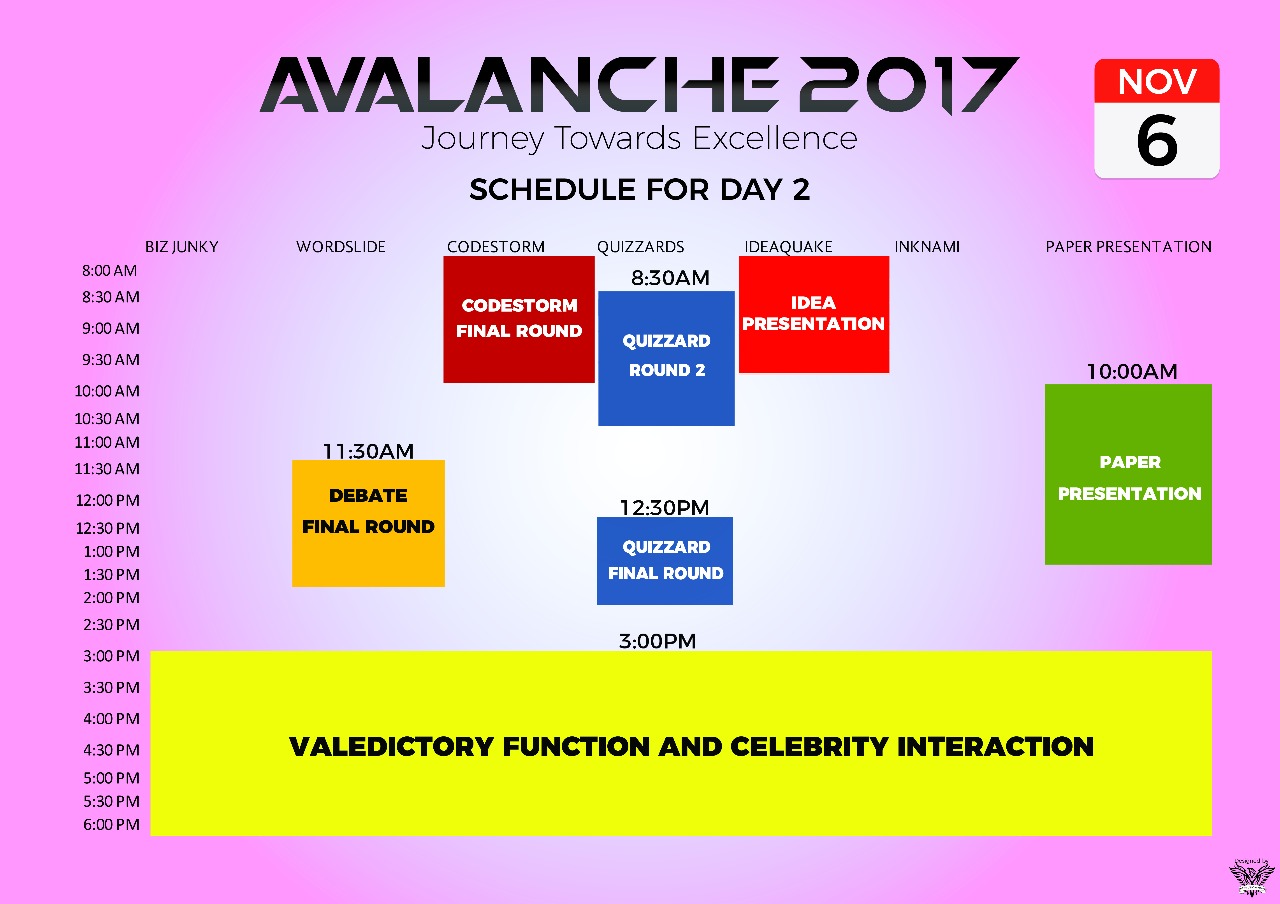 AVALANCHE 2017
Journey Towards Excellence
NOV
6
SCHEDULE FOR DAY 2
BIZ JUNKY WORDSLIDE CODESTORM QUIZZARDS IDEAQUAKE INKNAMI PAPER PRESENTATION
8:00 AM
8:30 AM
9:00 AM
9:30 AM
10:00 AM
10:30 AM
11:00 AM
11:30 AM
12:00 PM
12:30 PM
1:00 PM
1:30 PM
2:00 PM
2:30 PM
3:00 PM
3:30 PM
4:00 PM
4:30 PM
5:00 PM
5:30 PM
6:00 PM
CODESTORM
FINAL ROUND
8:30AM
QUIZZARD
ROUND 2
IDEA
PRESENTATION
10:00AM
PAPER
PRESENTATION
11:30AM
DEBATE
FINAL ROUND
12:30PM
QUIZZARD
FINAL ROUND
3:00PM
VALEDICTORY FUNCTION AND CELEBRITY INTERACTION
Designed by